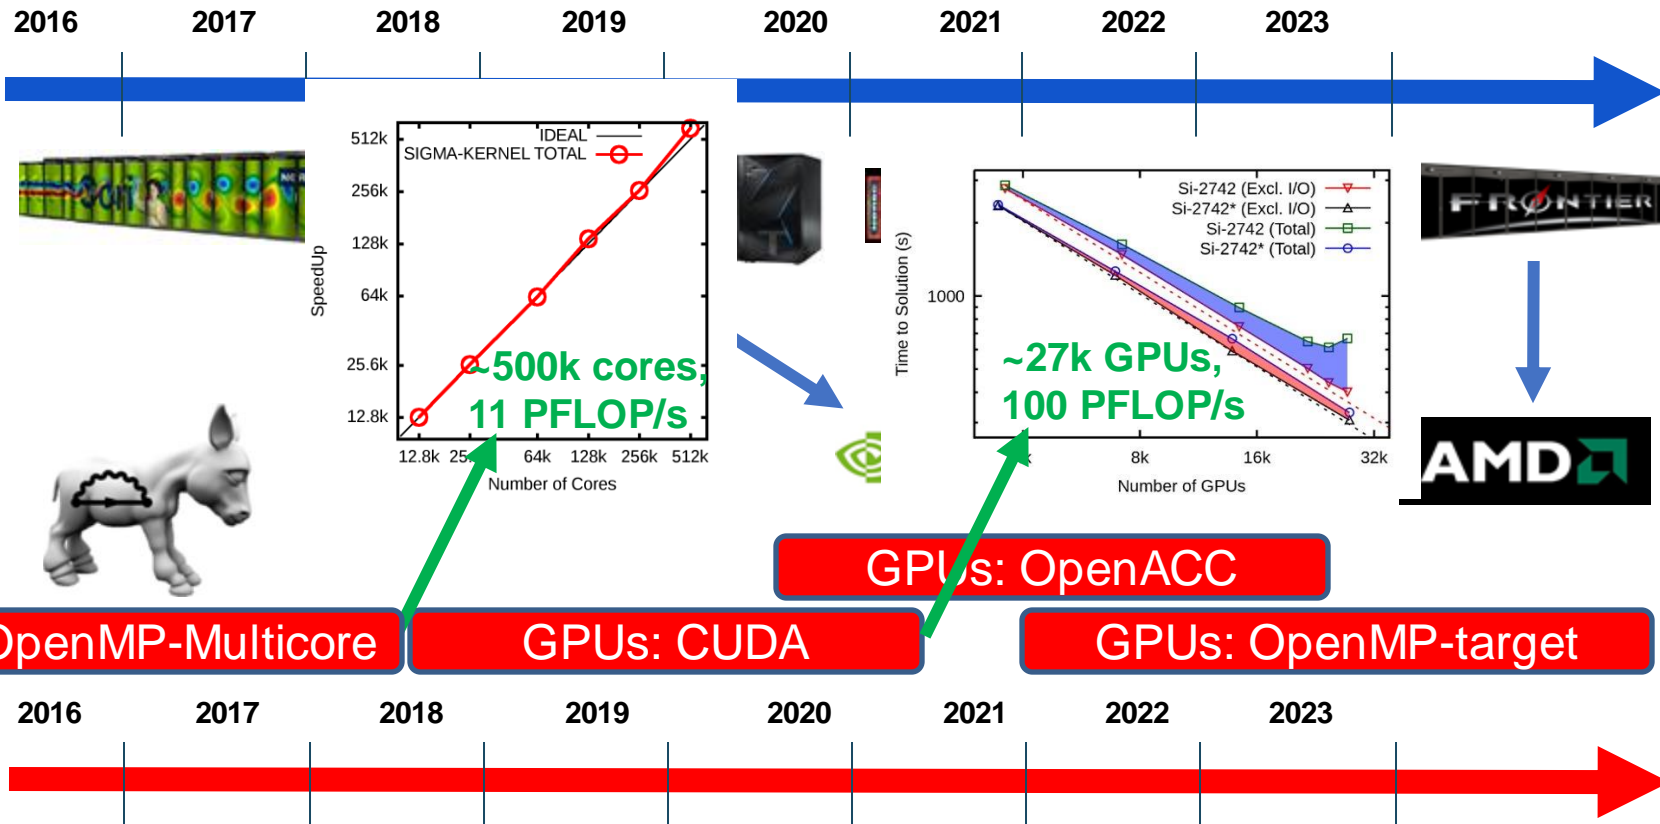 2016 2017 2018 2019 2020 2021 2022 2023
cori
IDEAL
SIGMA-KERNEL TOTAL
512k
256k
128k
64k
25.6k
12.8k
SpeedUp
12.8k 64k 128k 256k 512k
Number of Cores
~500k cores,
11 PFLOP/s
Si-2742 (Excl. I/O)
Si-2742* (Excl. I/O)
Si-2742 (Total)
Si-2742* (Total)
Time to Solution (s)
1000
8k 16k 32k
Number of GPUs
~27k GPUs,
100 PFLOP/s
FRONTIER
AMD
GPUs: OpenACC
OpenMP-Multicore
GPUs: CUDA
GPUs: OpenMP-target
2016 2017 2018 2019 2020 2021 2022 2023